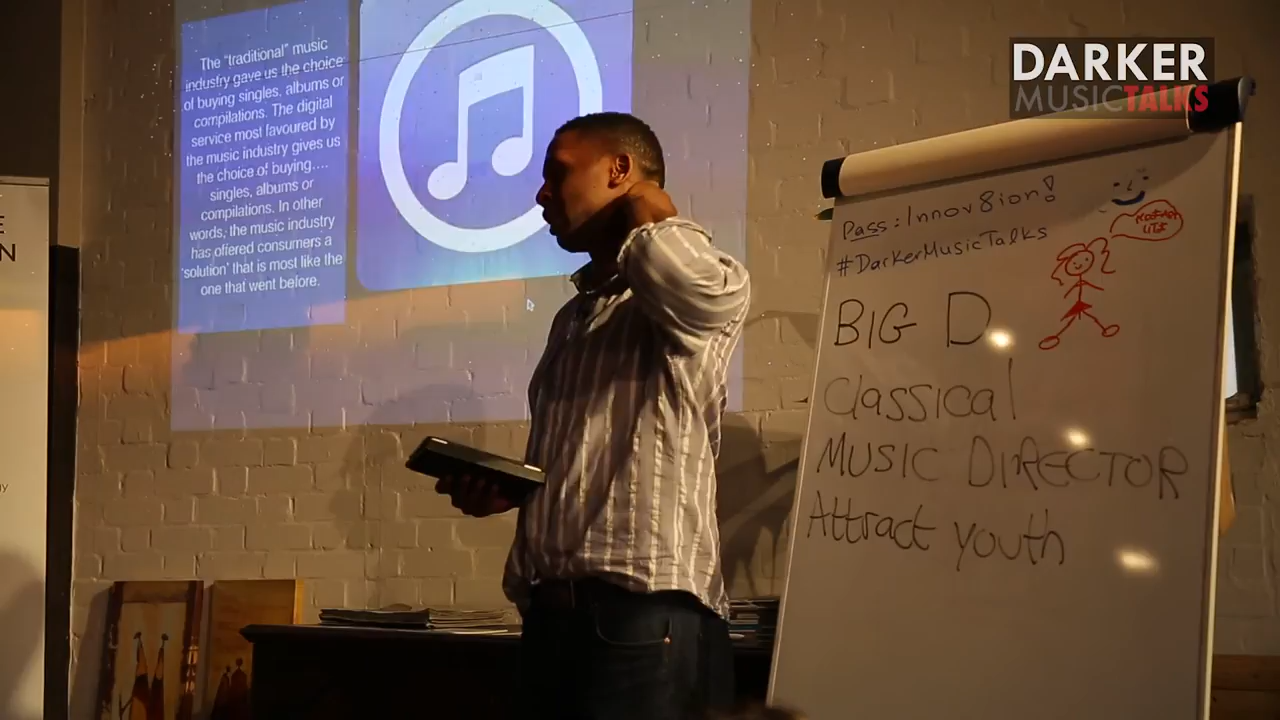 The "traditional" music
industry gave us the choice
of buying singles, albums or
compilations. The digital
service most favoured by
the music industry gives us
the choice of buying....
singles, albums or
compilations. In other
words, the music industry
has offered consumers a
'solution' that is most like the
one that went before.
DARKER
MUSICTALKS
Pass: Innov8ion!
#DarkerMusicTalks
BIG D
Classical
MUSIC DIRECTOR
Attract youth